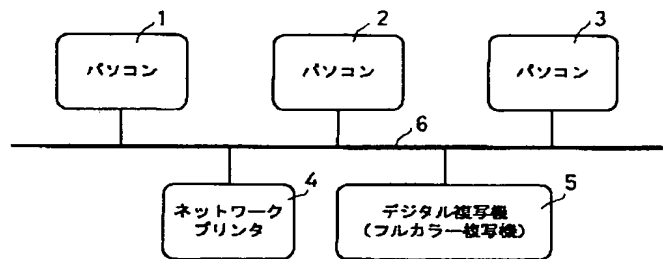 1
パソコン
2
パソコン
3
パソコン
6
4
ネットワーク
プリンタ
5
デジタル複写機
(フルカラー複写機)